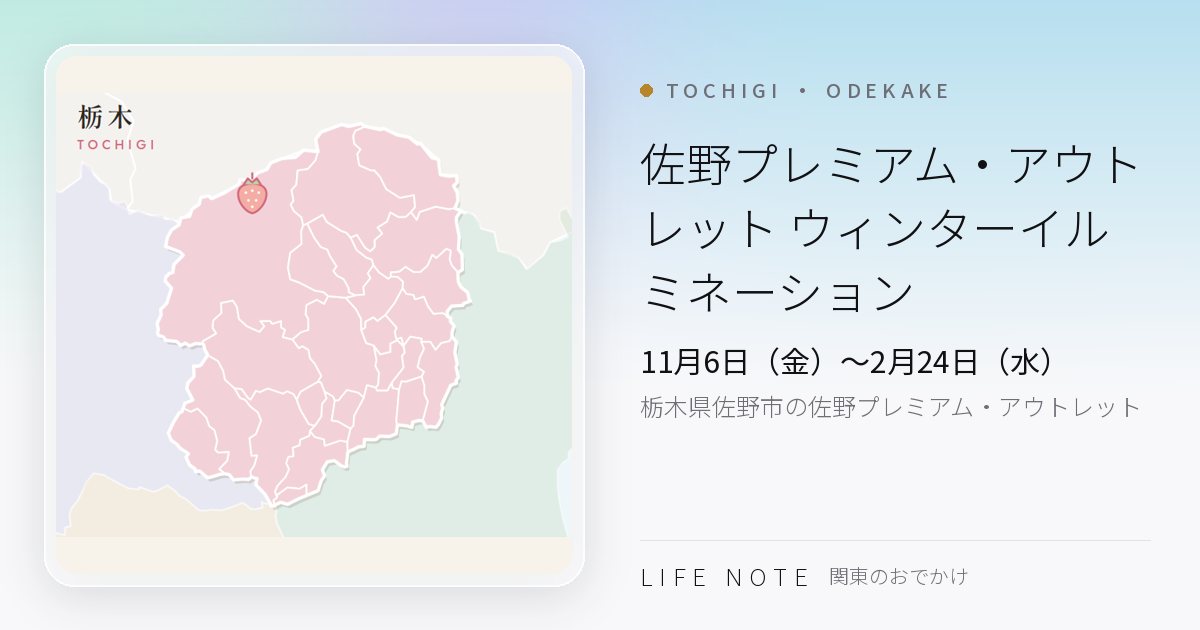 栃木
TOCHIGI
TOCHIGI ・ ODEKAKE
佐野プレミアム・アウト
レット ウィンターイル
ミネーション
11月6日（金）〜2月24日（水）
栃木県佐野市の佐野プレミアム・アウトレット
LIFE NOTE 関東のおでかけ